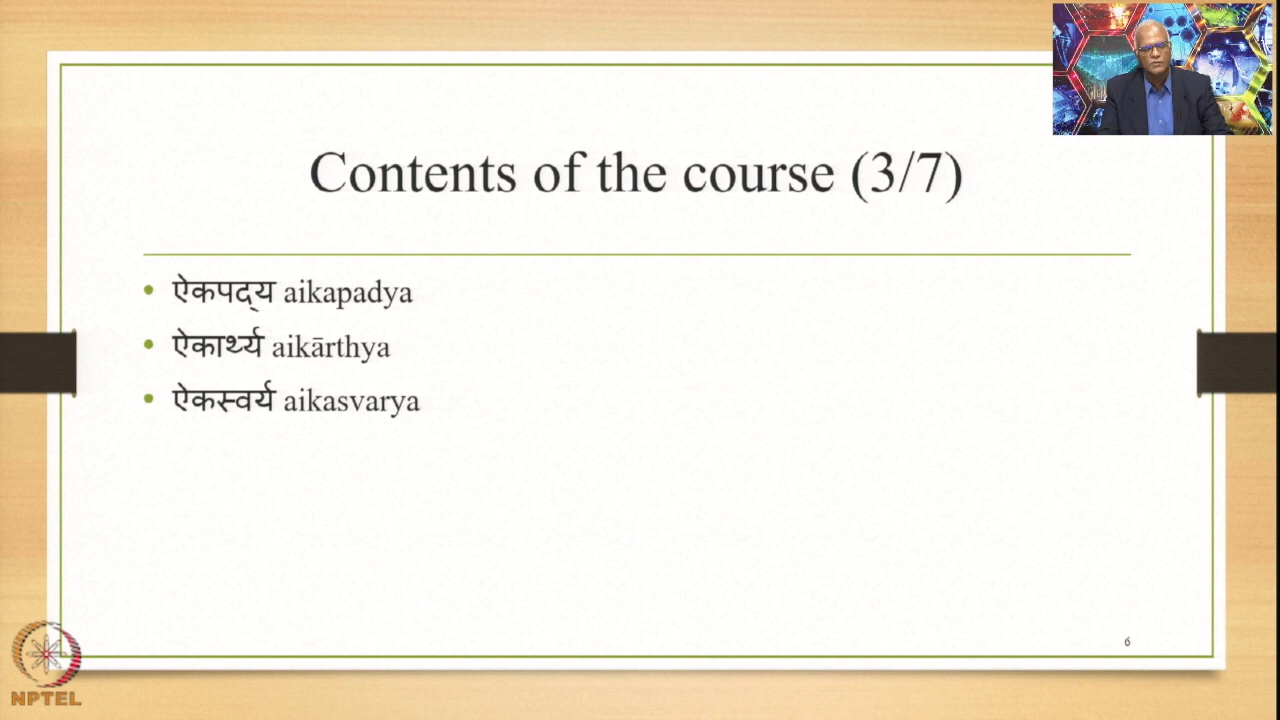 Contents of the course (3/7)
• ऐकपद्‌य aikapadya
• ऐकार्थ्य aikārthya
• ऐकस्वर्य aikasvarya
6
NPTEL